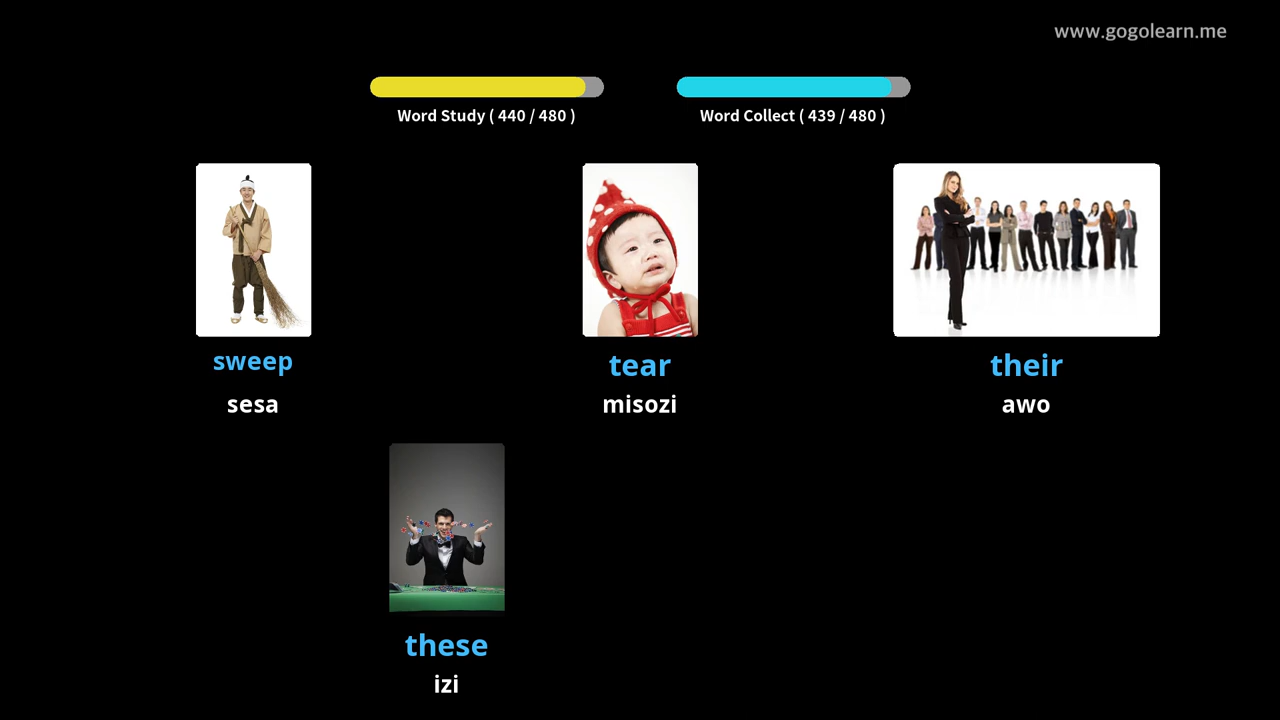 www.gogolearn.me
Word Study ( 440 / 480 )
Word Collect ( 439 / 480 )
sweep
sesa
tear
misozi
their
awo
these
izi